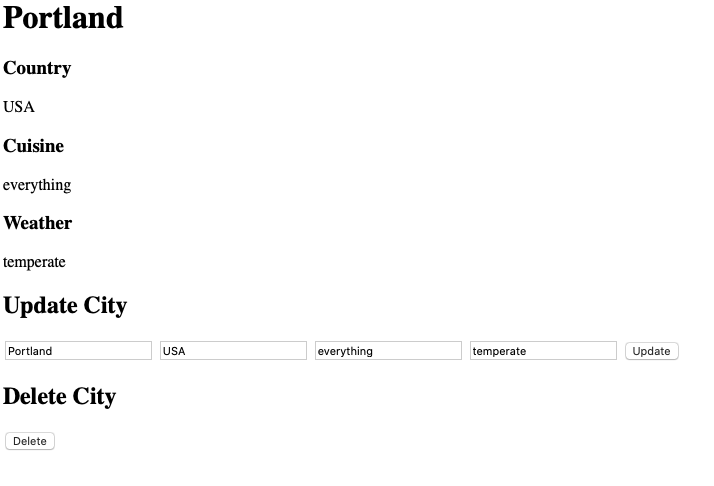 Portland
Country
USA
Cuisine
everything
Weather
temperate
Update City
Portland USA everything temperate Update
Delete City
Delete